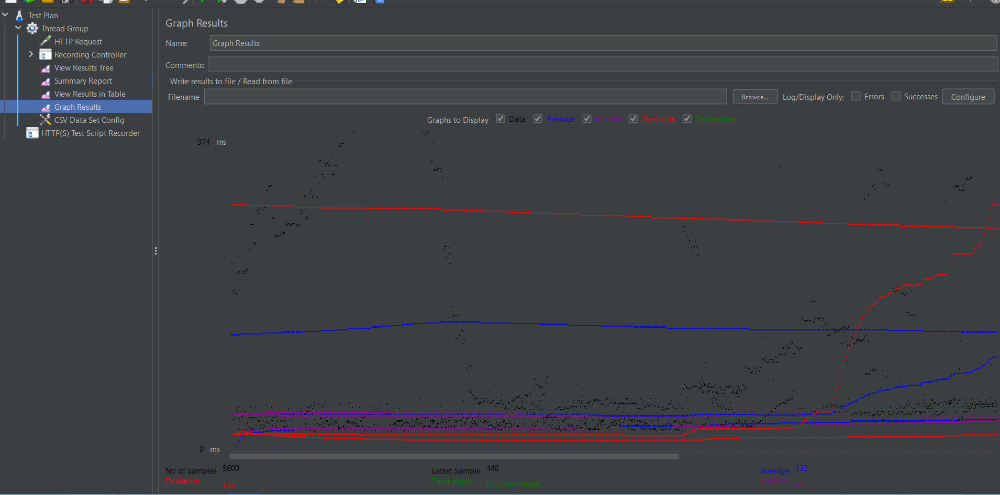 Test Plan
Thread Group
HTTP Request
Recording Controller
View Results Tree
Summary Report
View Results in Table
Graph Results
CSV Data Set Config
HTTP(S) Test Script Recorder
Graph Results
Name: Graph Results
Comments:
Write results to file / Read from file
Filename Browse... Log/Display Only: Errors Successes Configure
Graphs to Display Data Average Median Deviation Throughput
374 ms
0 ms
No of Samples 5600 Latest Sample 448 Average 135
Deviation 252 Throughput 875,166/minute Median 51